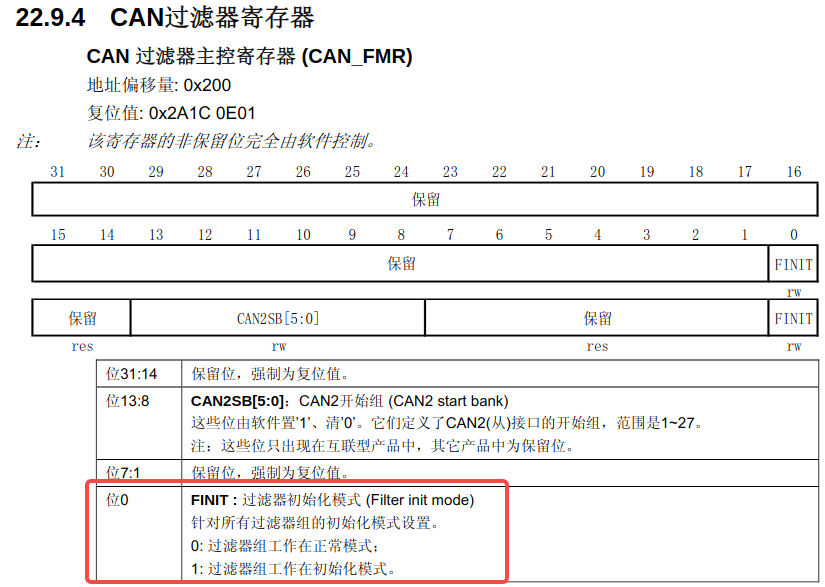 22.9.4 CAN过滤器寄存器
CAN 过滤器主控寄存器 (CAN_FMR)
地址偏移量: 0x200
复位值: 0x2A1C 0E01
注： 该寄存器的非保留位完全由软件控制。
31 30 29 28 27 26 25 24 23 22 21 20 19 18 17 16
保留
15 14 13 12 11 10 9 8 7 6 5 4 3 2 1 0
保留 FINIT
rw
保留 CAN2SB[5:0] 保留 FINIT
res rw res rw
位31:14 保留位，强制为复位值。
位13:8 CAN2SB[5:0]：CAN2开始组 (CAN2 start bank)
这些位由软件置'1'、清'0'。它们定义了CAN2(从)接口的开始组，范围是1~27。
注：这些位只出现在互联型产品中，其它产品中为保留位。
位7:1 保留位，强制为复位值。
位0 FINIT : 过滤器初始化模式 (Filter init mode)
针对所有过滤器组的初始化模式设置。
0: 过滤器组工作在正常模式；
1: 过滤器组工作在初始化模式。